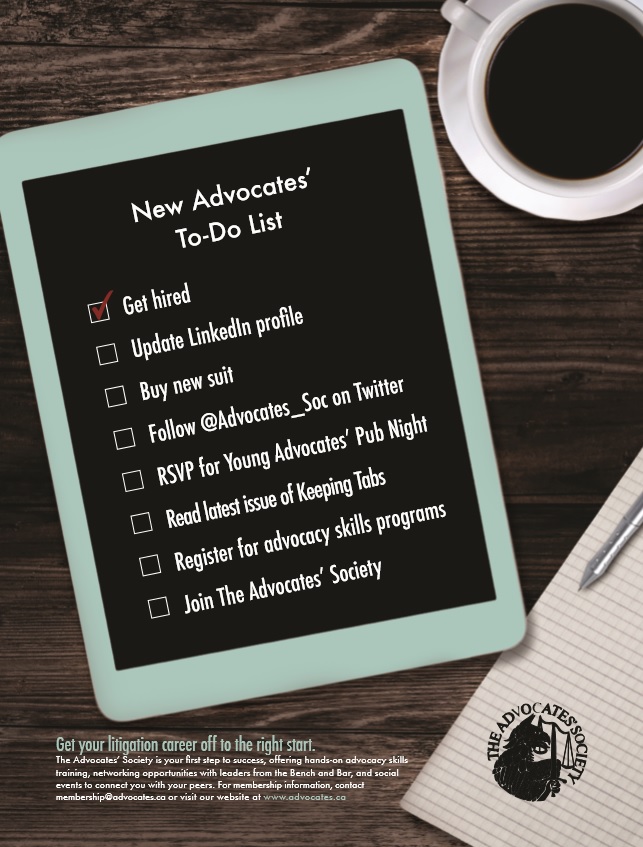 New Advocates'
To-Do List
Get hired
Update LinkedIn profile
Buy new suit
Follow @Advocates_Soc on Twitter
RSVP for Young Advocates' Pub Night
Read latest issue of Keeping Tabs
Register for advocacy skills programs
Join The Advocates' Society
THE ADVOCATES' SOCIETY
Get your litigation career off to the right start.
The Advocates' Society is your first step to success, offering hands-on advocacy skills
training, networking opportunities with leaders from the Bench and Bar, and social
events to connect you with your peers. For membership information, contact
membership@advocates.ca or visit our website at www.advocates.ca